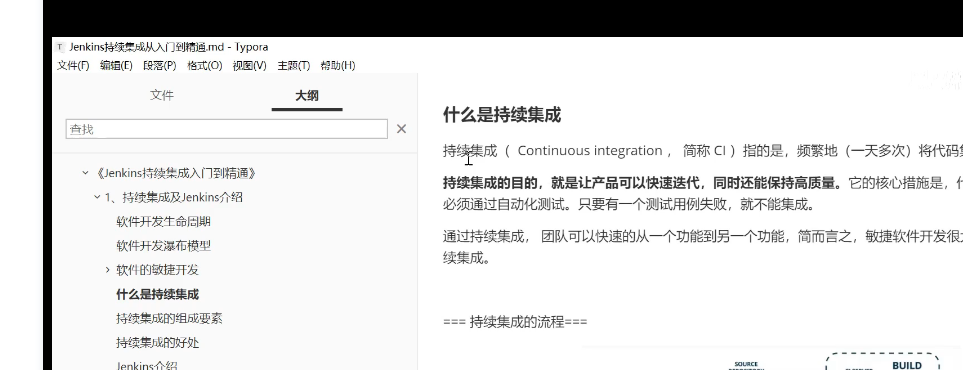 Jenkins持续集成从入门到精通.md - Typora
文件(F) 编辑(E) 段落(P) 格式(O) 视图(V) 主题(T) 帮助(H)
文件 大纲
查找
《Jenkins持续集成入门到精通》
1、持续集成及Jenkins介绍
软件开发生命周期
软件开发瀑布模型
软件的敏捷开发
什么是持续集成
持续集成的组成要素
持续集成的好处
Jenkins介绍
什么是持续集成
持续集成（ Continuous integration ， 简称 CI ）指的是，频繁地（一天多次）将代码
持续集成的目的，就是让产品可以快速迭代，同时还能保持高质量。它的核心措施是，
必须通过自动化测试。只要有一个测试用例失败，就不能集成。
通过持续集成， 团队可以快速的从一个功能到另一个功能，简而言之，敏捷软件开发很
续集成。
=== 持续集成的流程===
SOURCE
BUILD